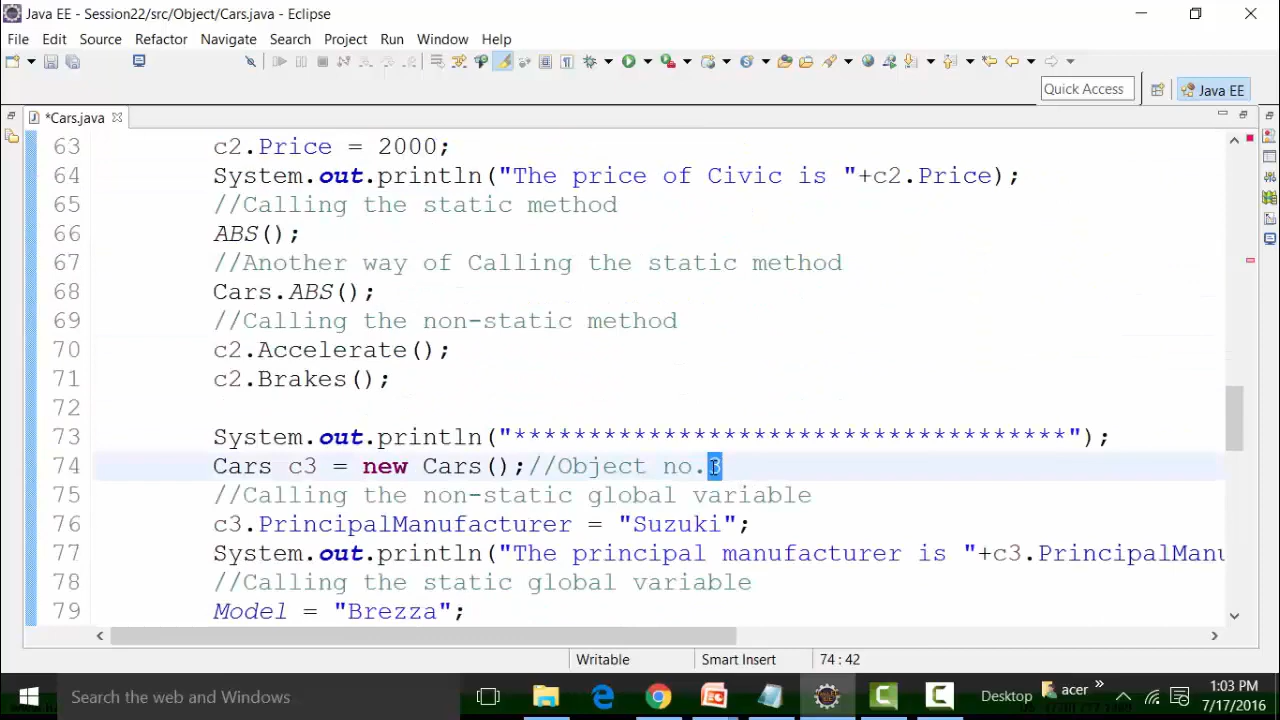 Java EE - Session22/src/Object/Cars.java - Eclipse
File Edit Source Refactor Navigate Search Project Run Window Help
Quick Access Java EE
*Cars.java
63 c2.Price = 2000;
64 System.out.println("The price of Civic is "+c2.Price);
65 //Calling the static method
66 ABS();
67 //Another way of Calling the static method
68 Cars.ABS();
69 //Calling the non-static method
70 c2.Accelerate();
71 c2.Brakes();
72
73 System.out.println("*************************************");
74 Cars c3 = new Cars();//Object no.3
75 //Calling the non-static global variable
76 c3.PrincipalManufacturer = "Suzuki";
77 System.out.println("The principal manufacturer is "+c3.PrincipalManu
78 //Calling the static global variable
79 Model = "Brezza";
Writable Smart Insert 74 : 42
Search the web and Windows Desktop acer » 1:03 PM
7/17/2016